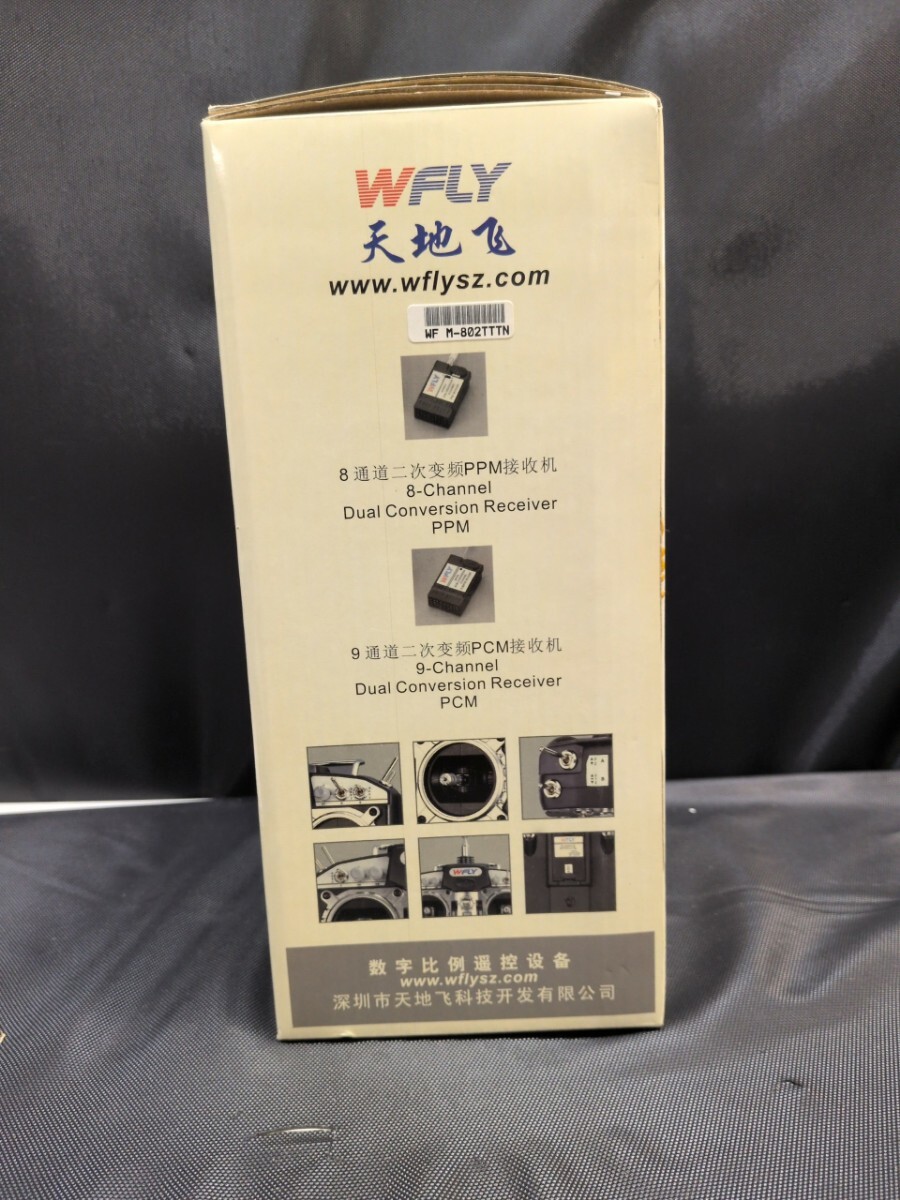 WFLY
天地飞
www.wflysz.com
WF M-802TTTN
WFLY
8通道二次变频PPM接收机
8-Channel
Dual Conversion Receiver
PPM
WFLY
9通道二次变频PCM接收机
9-Channel
Dual Conversion Receiver
PCM
WFLY
数字比例遥控设备
www.wflysz.com
深圳市天地飞科技开发有限公司